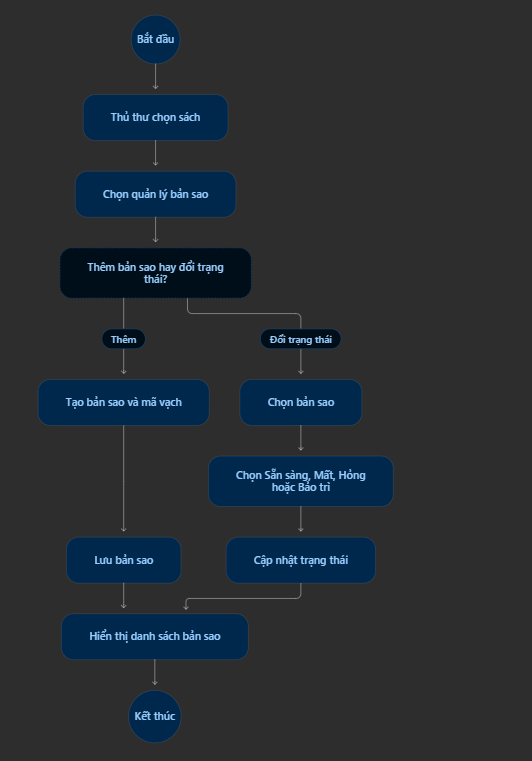 Bắt đầu
Thủ thư chọn sách
Chọn quản lý bản sao
Thêm bản sao hay đổi trạng
thái?
Thêm
Đổi trạng thái
Tạo bản sao và mã vạch
Chọn bản sao
Chọn Sẵn sàng, Mất, Hỏng
hoặc Bảo trì
Lưu bản sao
Cập nhật trạng thái
Hiển thị danh sách bản sao
Kết thúc